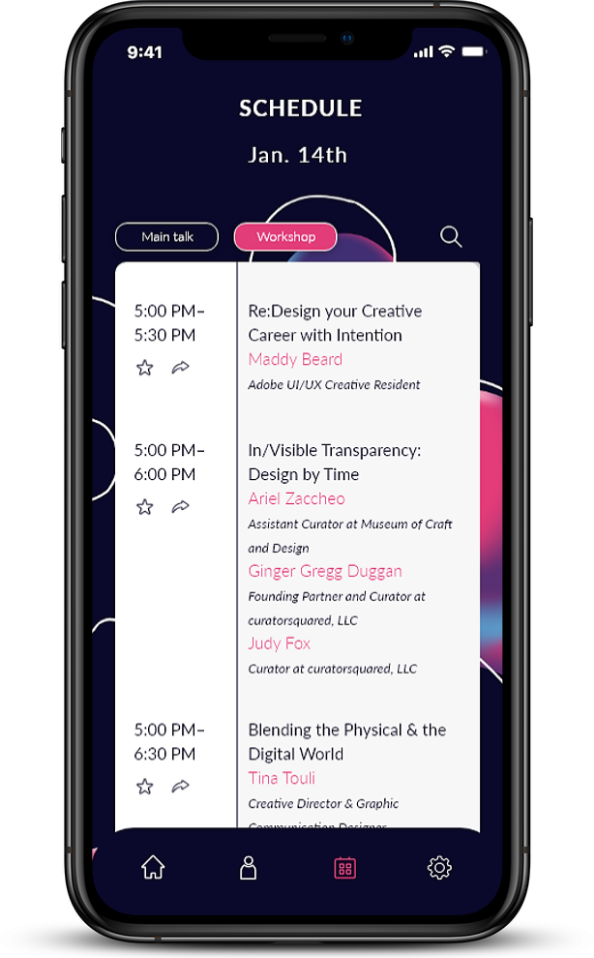 9:41
SCHEDULE
Jan. 14th
Main talk
Workshop
5:00 PM–
5:30 PM
Re:Design your Creative
Career with Intention
Maddy Beard
Adobe UI/UX Creative Resident
5:00 PM–
6:00 PM
In/Visible Transparency:
Design by Time
Ariel Zaccheo
Assistant Curator at Museum of Craft
and Design
Ginger Gregg Duggan
Founding Partner and Curator at
curatorsquared, LLC
Judy Fox
Curator at curatorsquared, LLC
5:00 PM–
6:30 PM
Blending the Physical & the
Digital World
Tina Touli
Creative Director & Graphic
Communication Designer